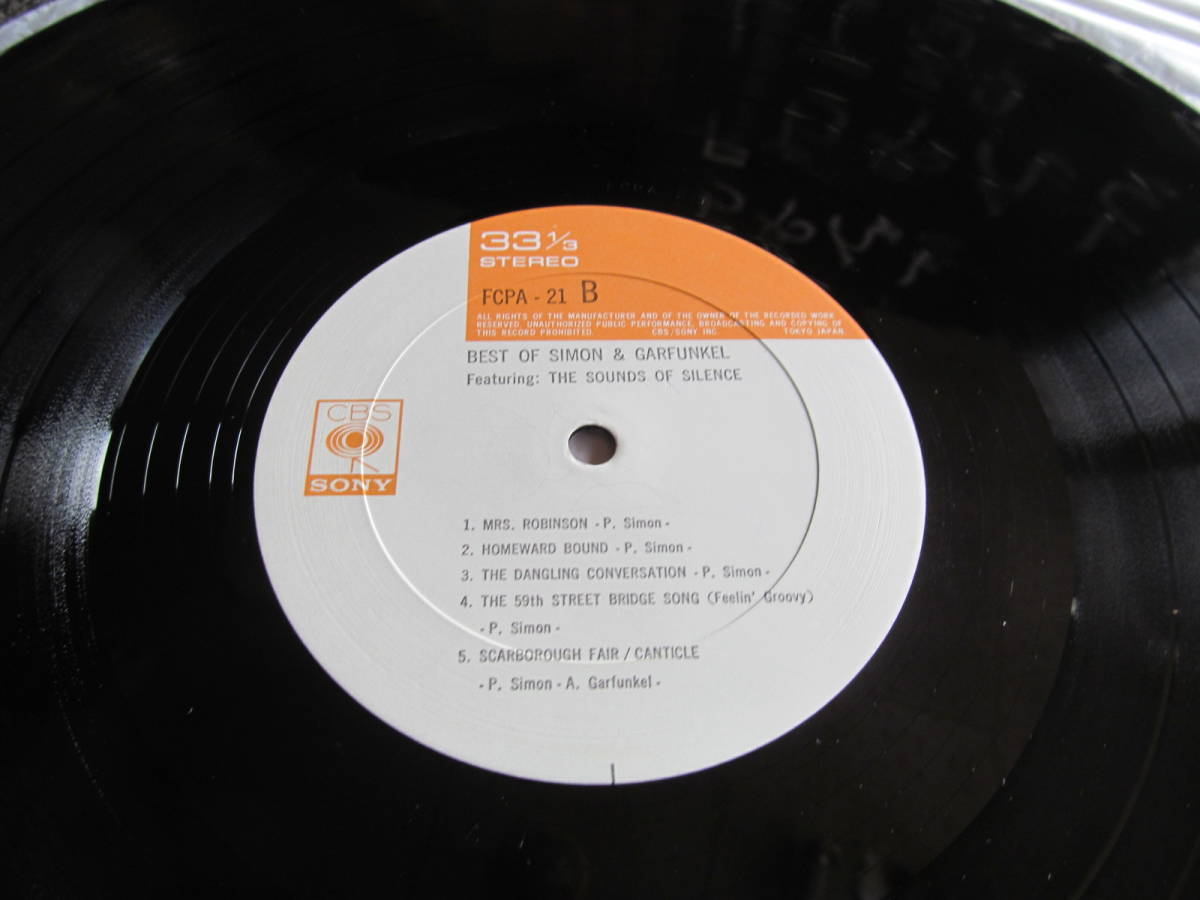 33 1/3
STEREO
FCPA - 21 B
ALL RIGHTS OF THE MANUFACTURER AND OF THE OWNER OF THE RECORDED WORK
RESERVED. UNAUTHORIZED PUBLIC PERFORMANCE, BROADCASTING AND COPYING OF
THIS RECORD PROHIBITED. CBS/SONY INC. TOKYO JAPAN
BEST OF SIMON & GARFUNKEL
Featuring: THE SOUNDS OF SILENCE
CBS
SONY
1. MRS. ROBINSON - P. Simon -
2. HOMEWARD BOUND - P. Simon -
3. THE DANGLING CONVERSATION - P. Simon -
4. THE 59th STREET BRIDGE SONG (Feelin' Groovy)
- P. Simon -
5. SCARBOROUGH FAIR / CANTICLE
- P. Simon - A. Garfunkel -